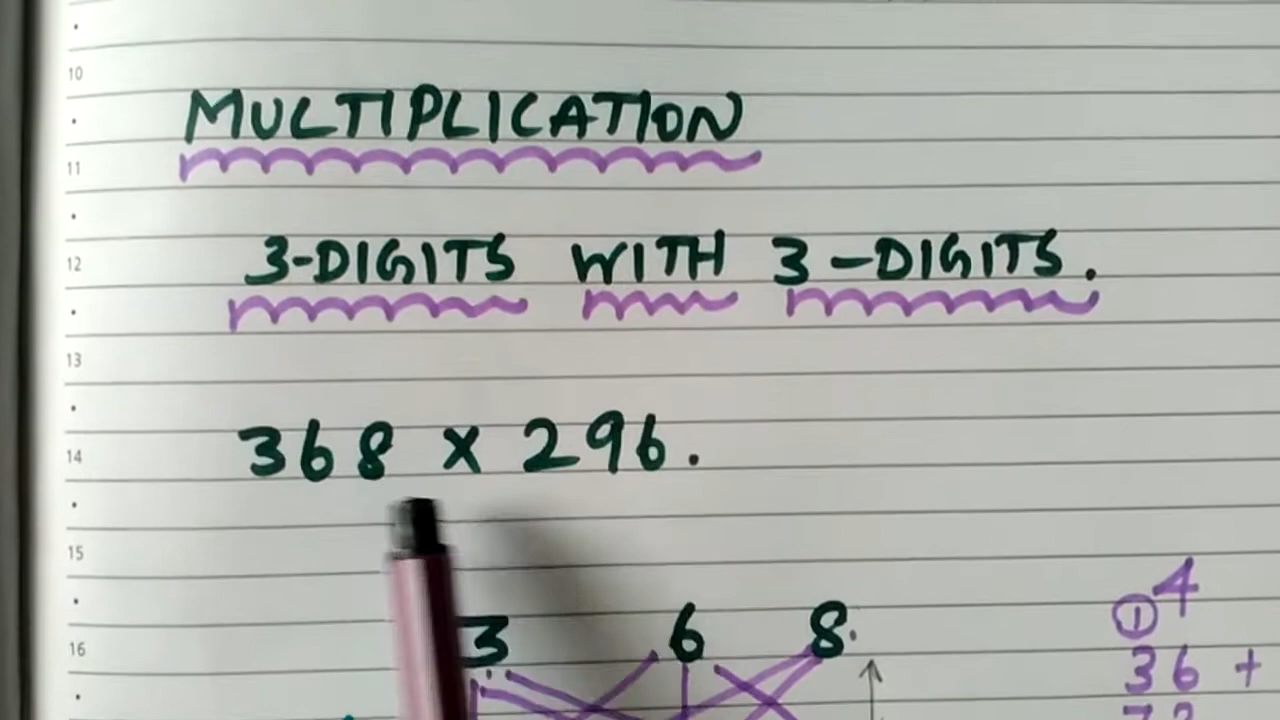 10
MULTIPLICATION
11
12
3-DIGITS WITH 3-DIGITS.
13
14
368 x 296.
15
16
3 6 8.
① 4
36 +